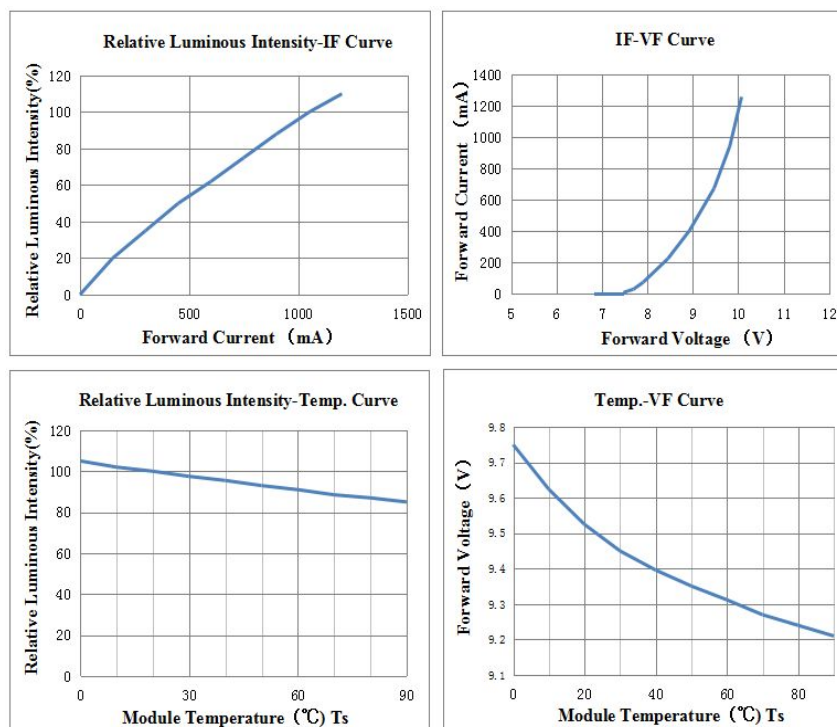 Relative Luminous Intensity-IF Curve
Relative Luminous Intensity(%)
120
100
80
60
40
20
0
0 500 1000 1500
Forward Current (mA)
IF-VF Curve
Forward Current (mA)
1400
1200
1000
800
600
400
200
0
5 6 7 8 9 10 11 12
Forward Voltage (V)
Relative Luminous Intensity-Temp. Curve
Relative Luminous Intensity(%)
120
100
80
60
40
20
0
0 30 60 90
Module Temperature (℃) Ts
Temp.-VF Curve
Forward Voltage (V)
9.8
9.7
9.6
9.5
9.4
9.3
9.2
9.1
0 20 40 60 80
Module Temperature (℃) Ts